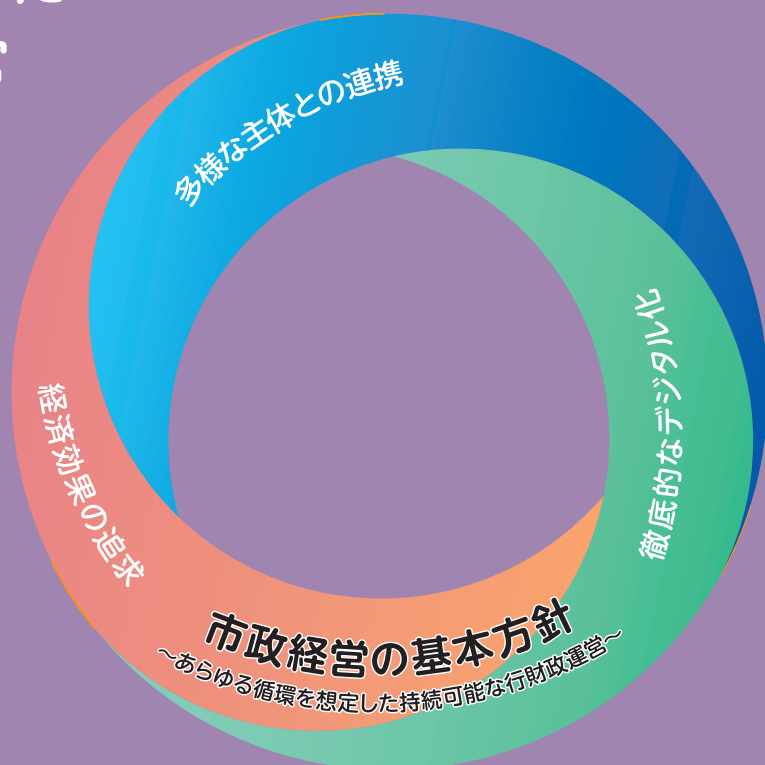 多様な主体との連携
徹底的なデジタル化
経済効果の追求
市政経営の基本方針
～あらゆる循環を想定した持続可能な行財政運営～